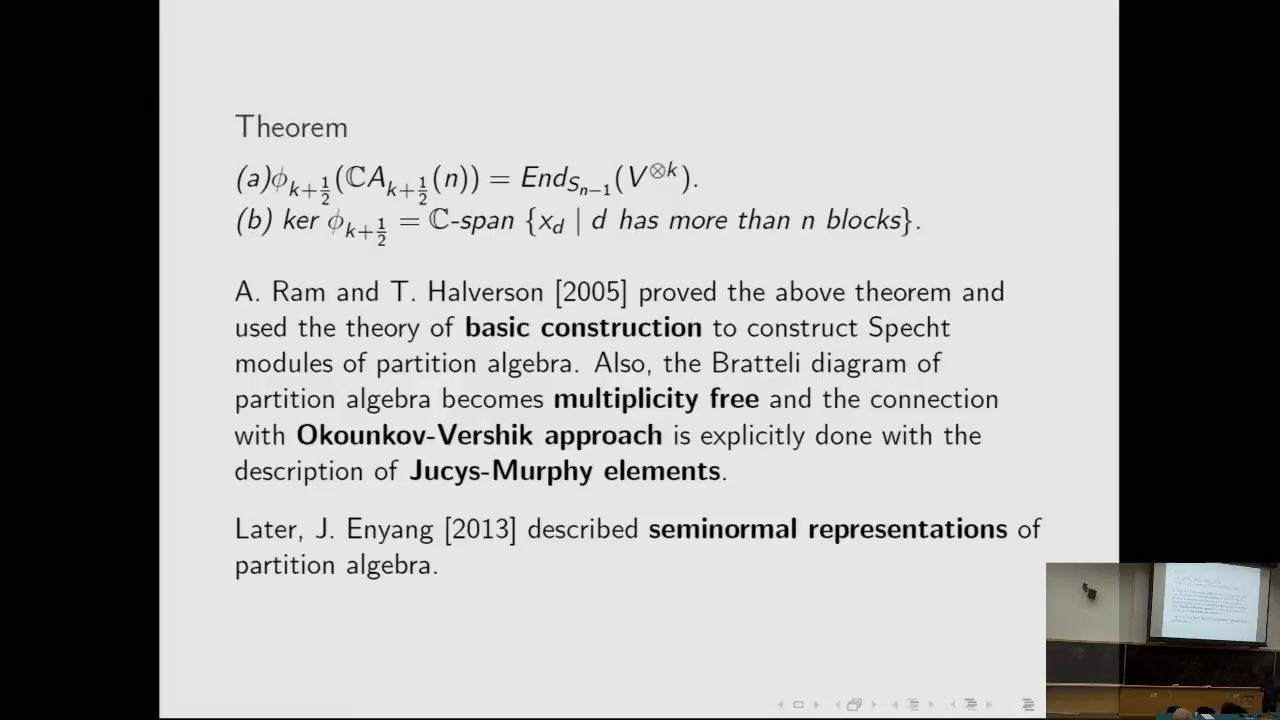 Theorem
(a)ϕ_{k+\frac{1}{2}}(ℂA_{k+\frac{1}{2}}(n)) = End_{S_{n−1}}(V^{⊗k}).
(b) ker ϕ_{k+\frac{1}{2}} = ℂ-span {x_d | d has more than n blocks}.
A. Ram and T. Halverson [2005] proved the above theorem and
used the theory of basic construction to construct Specht
modules of partition algebra. Also, the Bratteli diagram of
partition algebra becomes multiplicity free and the connection
with Okounkov-Vershik approach is explicitly done with the
description of Jucys-Murphy elements.
Later, J. Enyang [2013] described seminormal representations of
partition algebra.